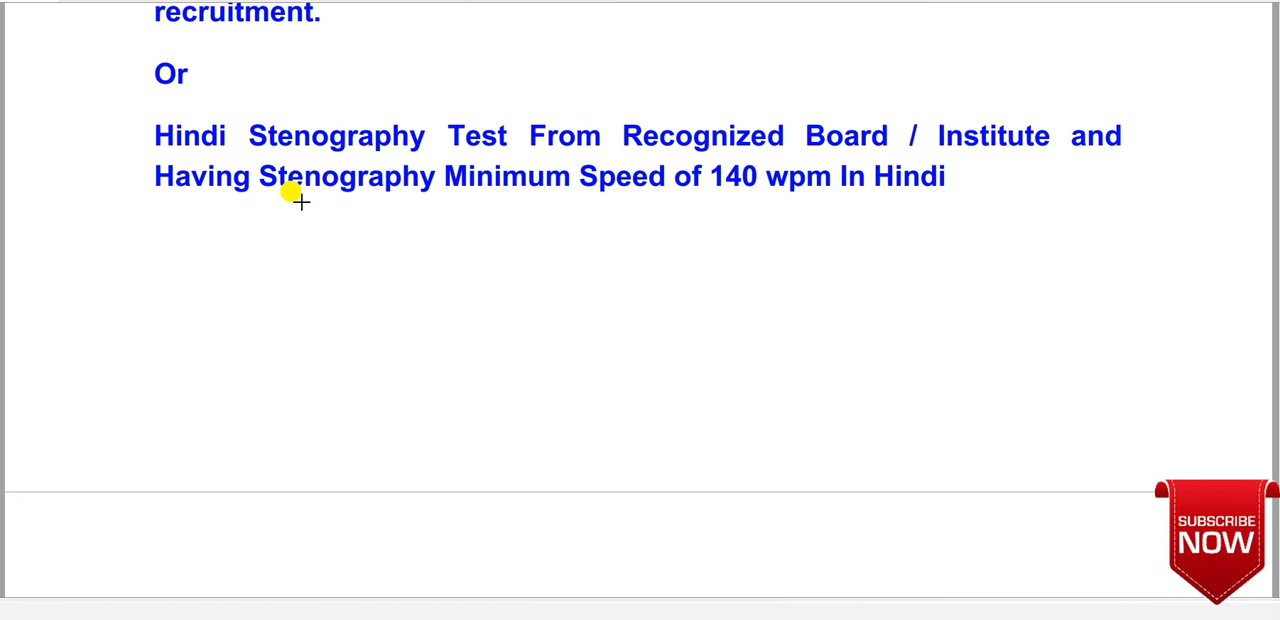 recruitment.
Or
Hindi Stenography Test From Recognized Board / Institute and
Having Stenography Minimum Speed of 140 wpm In Hindi
SUBSCRIBE
NOW